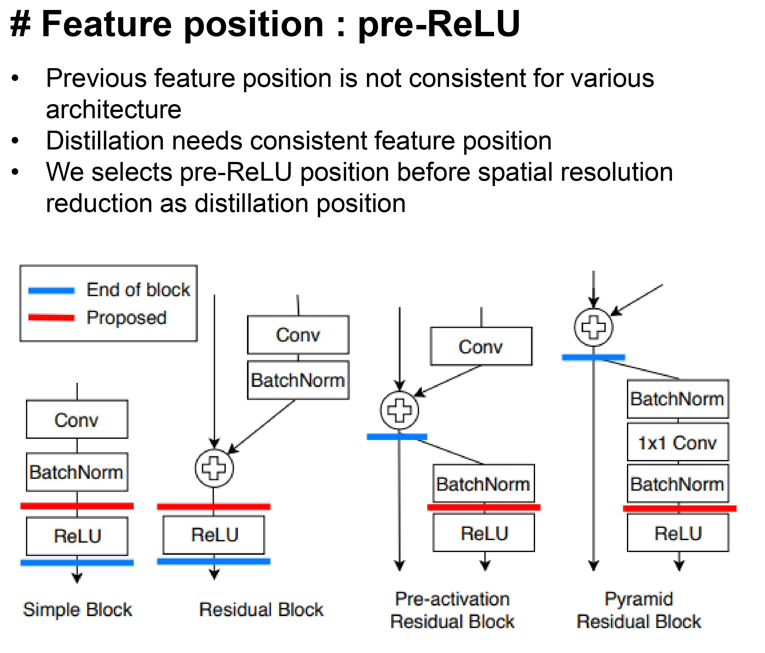 # Feature position : pre-ReLU
• Previous feature position is not consistent for various
architecture
• Distillation needs consistent feature position
• We selects pre-ReLU position before spatial resolution
reduction as distillation position
End of block
Proposed
Conv
BatchNorm
ReLU
Simple Block
Conv
BatchNorm
ReLU
Residual Block
Conv
BatchNorm
ReLU
Pre-activation
Residual Block
BatchNorm
1x1 Conv
BatchNorm
ReLU
Pyramid
Residual Block